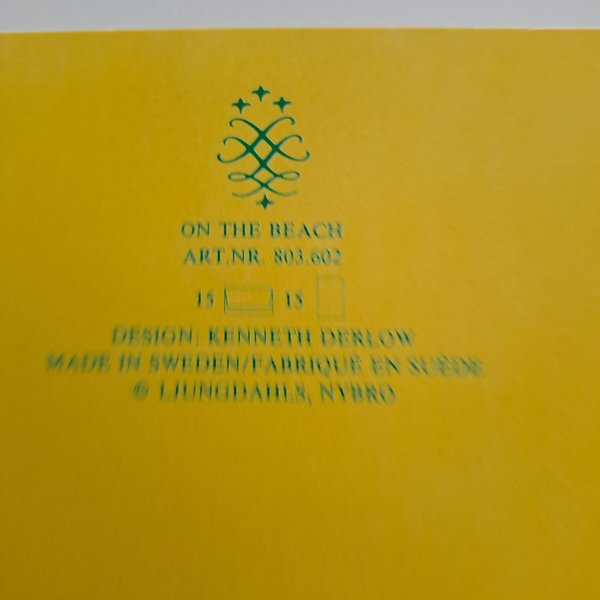 ON THE BEACH
ART.NR. 803.602
15 15
DESIGN: KENNETH DERLOW
MADE IN SWEDEN/FABRIQUÉ EN SUÈDE
© LJUNGDAHLS, NYBRO